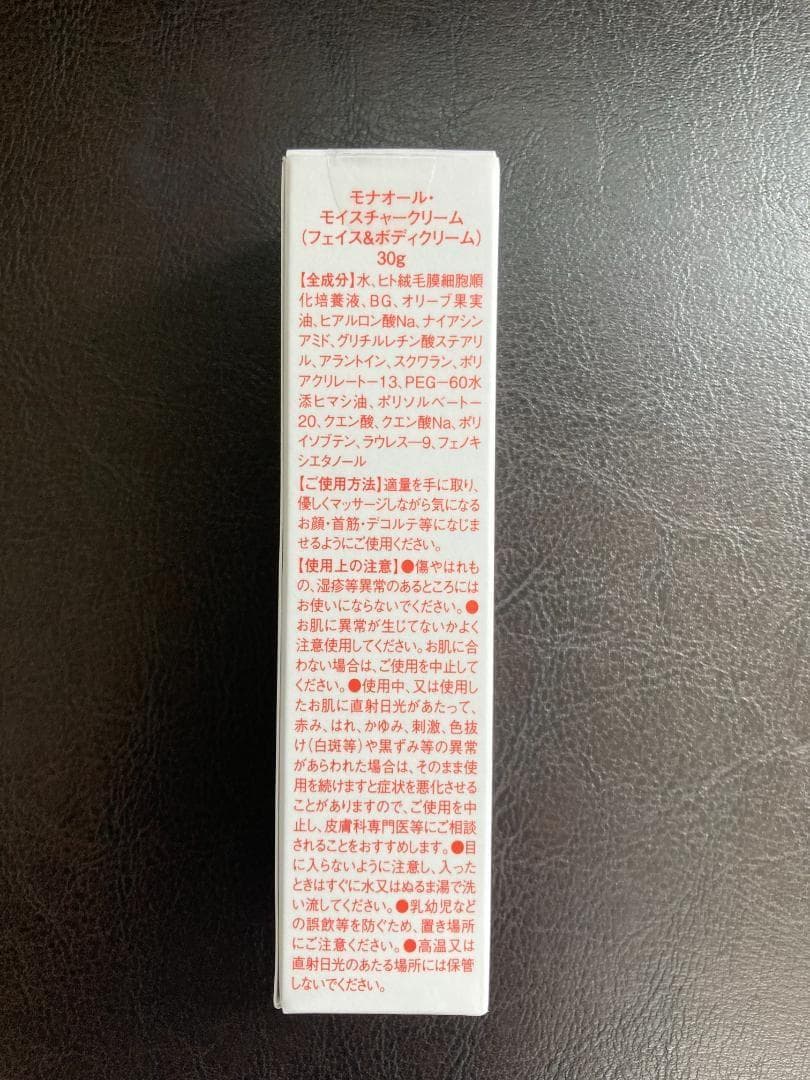 モナオール・
モイスチャークリーム
(フェイス&ボディクリーム)
30g
【全成分】水、ヒト絨毛膜細胞順
化培養液、BG、オリーブ果実
油、ヒアルロン酸Na、ナイアシン
アミド、グリチルレチン酸ステアリ
ル、アラントイン、スクワラン、ポリ
アクリレートー13、PEG－60水
添ヒマシ油、ポリソルベートー
20、クエン酸、クエン酸Na、ポリ
イソブテン、ラウレス―9、フェノキ
シエタノール
【ご使用方法】適量を手に取り、
優しくマッサージしながら気になる
お顔・首筋・デコルテ等になじま
せるようにご使用ください。
【使用上の注意】●傷やはれも
の、湿疹等異常のあるところには
お使いにならないでください。●
お肌に異常が生じてないかよく
注意使用してください。お肌に合
わない場合は、ご使用を中止して
ください。●使用中、又は使用し
たお肌に直射日光があたって、
赤み、はれ、かゆみ、刺激、色抜
け(白斑等)や黒ずみ等の異常
があらわれた場合は、そのまま使
用を続けますと症状を悪化させる
ことがありますので、ご使用を中
止し、皮膚科専門医等にご相談
されることをおすすめします。●目
に入らないように注意し、入った
ときはすぐに水又はぬるま湯で洗
い流してください。●乳幼児など
の誤飲等を防ぐため、置き場所
にご注意ください。●高温又は
直射日光のあたる場所には保管
しないでください。